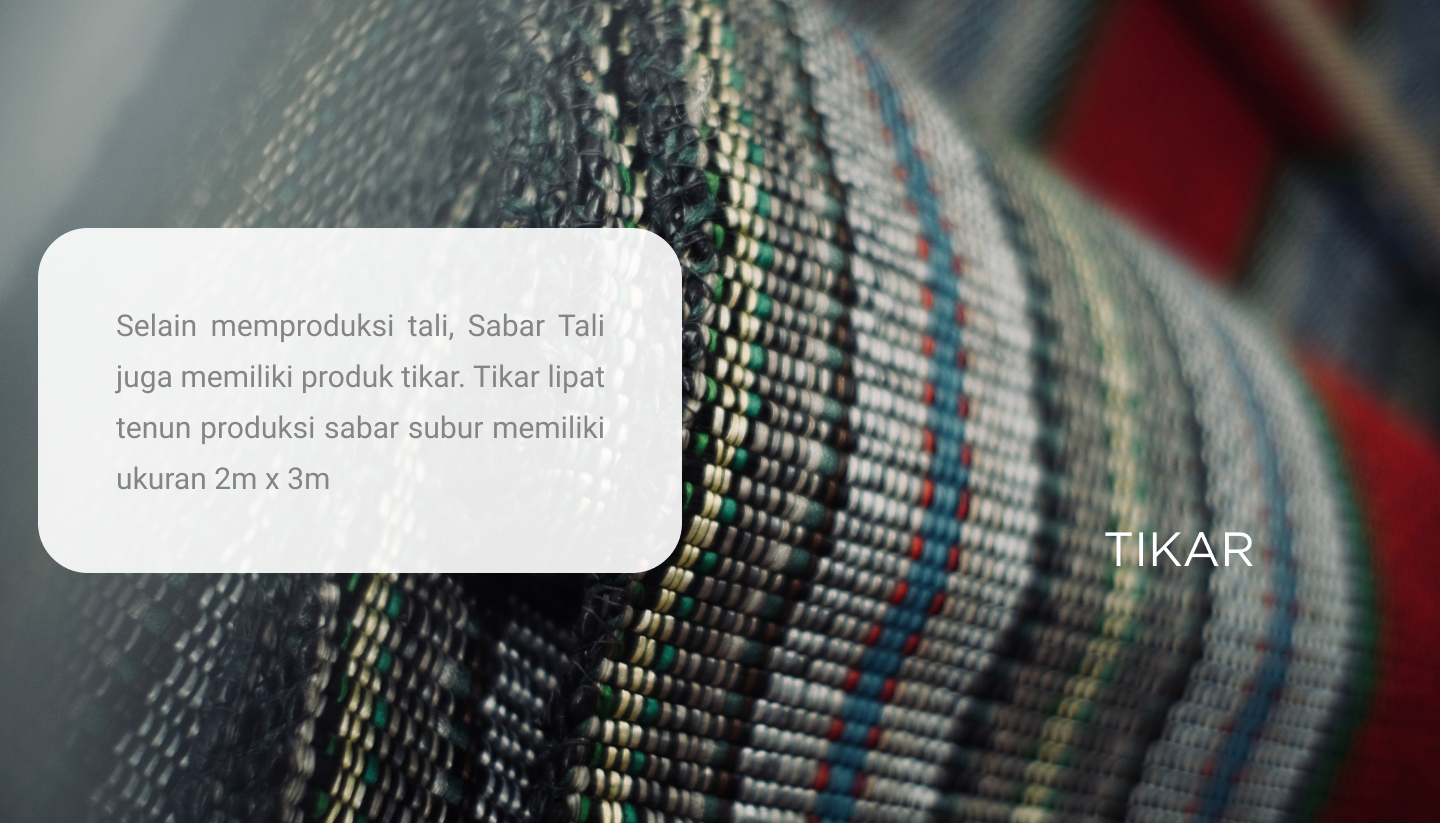 Selain memproduksi tali, Sabar Tali
juga memiliki produk tikar. Tikar lipat
tenun produksi sabar subur memiliki
ukuran 2m x 3m
TIKAR